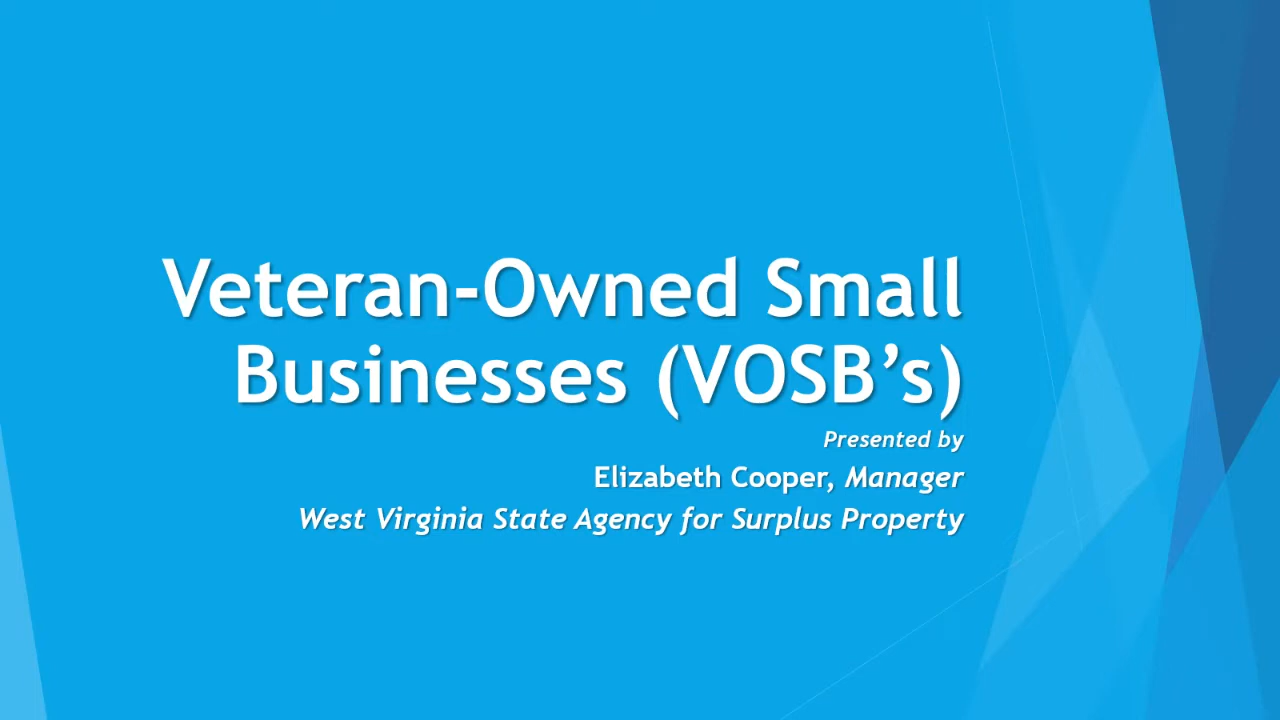 Veteran-Owned Small
Businesses (VOSB’s)
Presented by
Elizabeth Cooper, Manager
West Virginia State Agency for Surplus Property